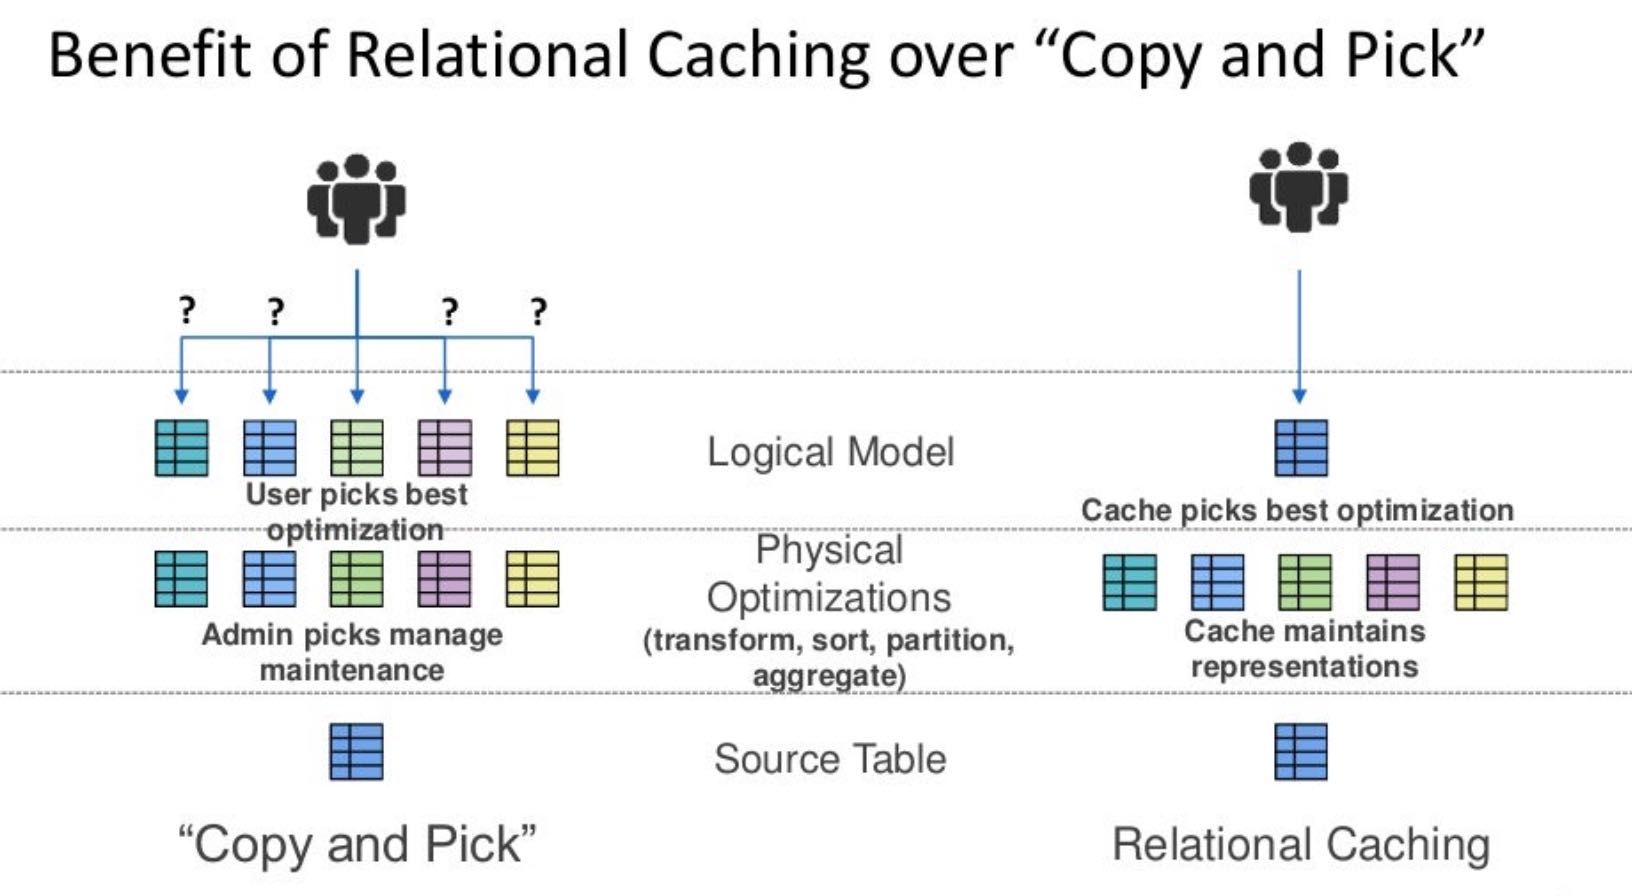 Benefit of Relational Caching over “Copy and Pick”
? ? ? ?
Logical Model
User picks best
optimization
Cache picks best optimization
Physical
Optimizations
(transform, sort, partition,
aggregate)
Admin picks manage
maintenance
Cache maintains
representations
Source Table
“Copy and Pick”
Relational Caching